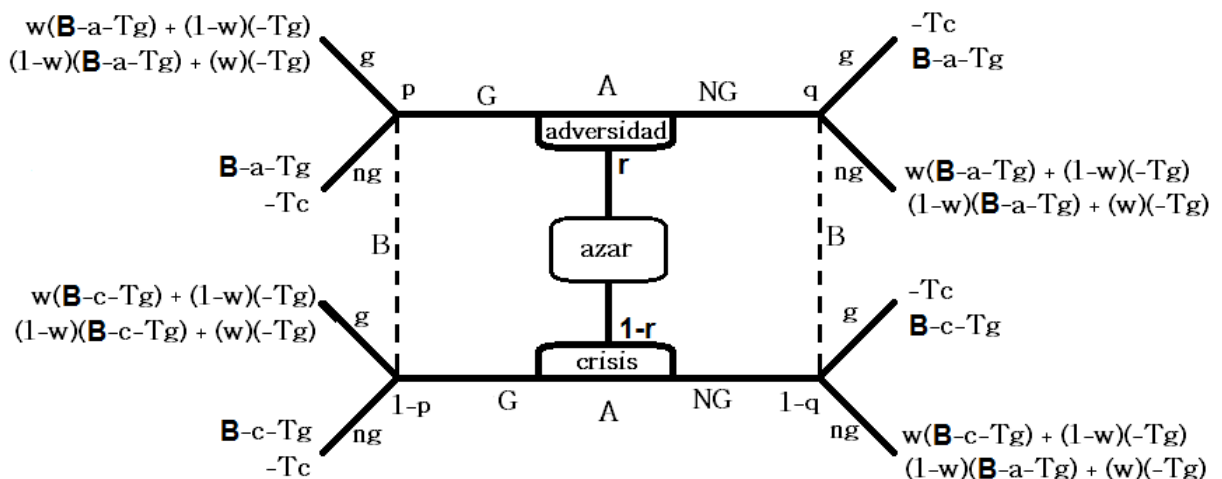 w(B-a-Tg) + (1-w)(-Tg)
(1-w)(B-a-Tg) + (w)(-Tg)
g
p
G
A
NG
q
g
-Tc
B-a-Tg
adversidad
B-a-Tg
-Tc
ng
r
ng
w(B-a-Tg) + (1-w)(-Tg)
(1-w)(B-a-Tg) + (w)(-Tg)
B
azar
B
w(B-c-Tg) + (1-w)(-Tg)
(1-w)(B-c-Tg) + (w)(-Tg)
g
1-r
g
-Tc
B-c-Tg
crisis
1-p
G
A
NG
1-q
B-c-Tg
-Tc
ng
ng
w(B-c-Tg) + (1-w)(-Tg)
(1-w)(B-a-Tg) + (w)(-Tg)